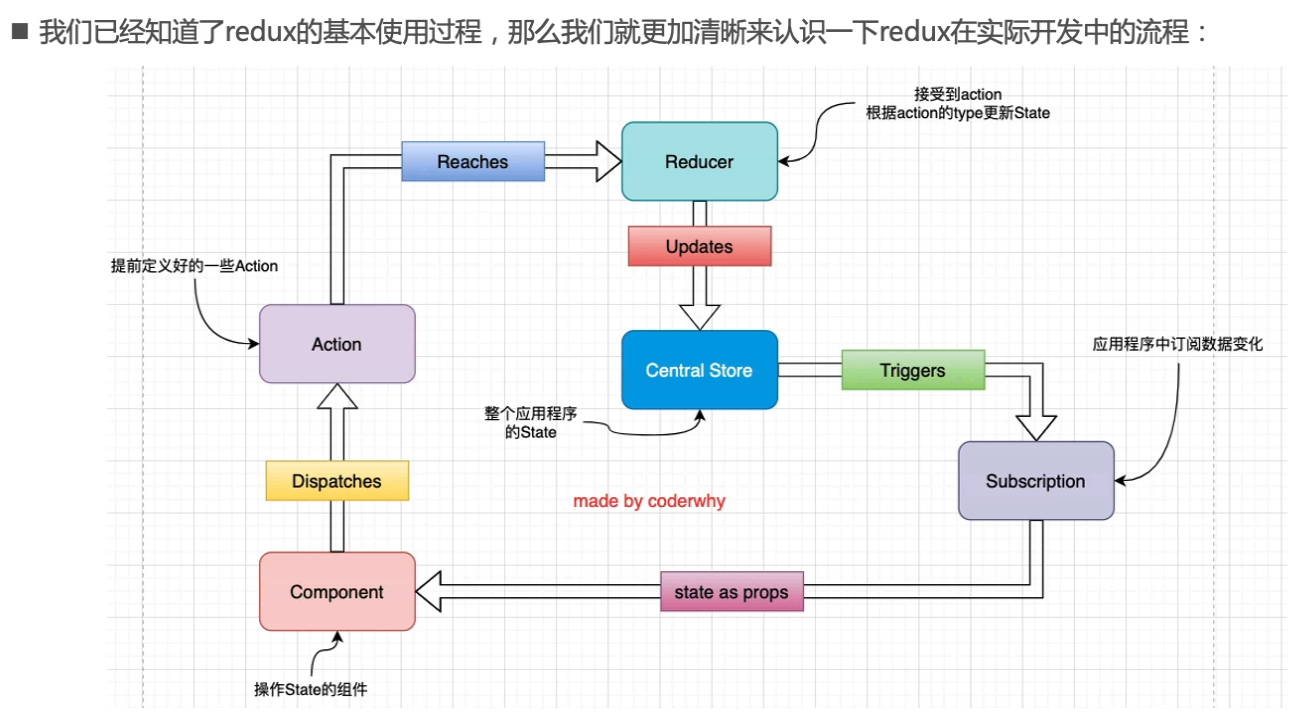 ■ 我们已经知道了redux的基本使用过程，那么我们就更加清晰来认识一下redux在实际开发中的流程：
接受到action
根据action的type更新State
Reaches
Reducer
Updates
提前定义好的一些Action
Action
Central Store
Triggers
应用程序中订阅数据变化
整个应用程序
的State
Dispatches
made by coderwhy
Subscription
Component
state as props
操作State的组件